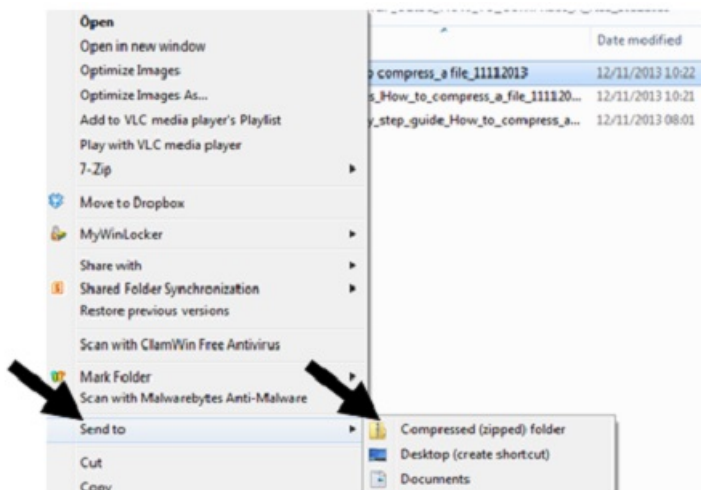 Open
Open in new window
Optimize Images
Optimize Images As...
Add to VLC media player's Playlist
Play with VLC media player
7-Zip
Move to Dropbox
MyWinLocker
Share with
Shared Folder Synchronization
Restore previous versions
Scan with ClamWin Free Antivirus
Mark Folder
Scan with Malwarebytes Anti-Malware
Send to
Cut
Copy
Date modified
compress_a file_11112013 12/11/2013 10:22
s_lHow_to_compress_a_file_111120... 12/11/2013 10:21
y_step_guide_How_to_compress_a... 12/11/2013 08:01
Compressed (zipped) folder
Desktop (create shortcut)
Documents